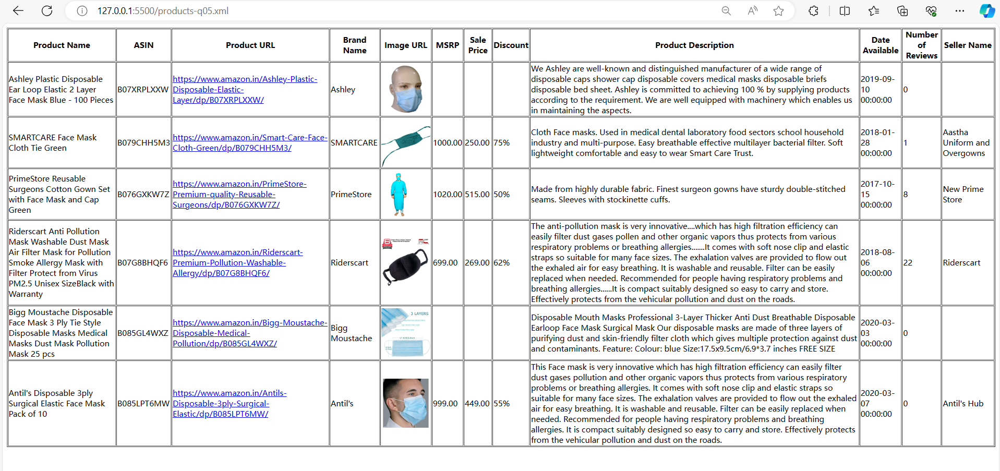 127.0.0.1:5500/products-q05.xml
Product Name
ASIN
Product URL
Brand
Name
Image URL
MSRP
Sale
Price
Discount
Product Description
Date
Available
Number
of
Reviews
Seller Name
Ashley Plastic Disposable
Ear Loop Elastic 2 Layer
Face Mask Blue - 100 Pieces
B07XRPLXXW
https://www.amazon.in/Ashley-Plastic-
Disposable-Elastic-
Layer/dp/B07XRPLXXW/
Ashley
We Ashley are well-known and distinguished manufacturer of a wide range of
disposable caps shower cap disposable covers medical masks disposable briefs
disposable bed sheet. Ashley is committed to achieving 100 % by supplying products
according to the requirement. We are well equipped with machinery which enables us
in maintaining the aspects.
2019-09-
10
00:00:00
0
SMARTCARE Face Mask
Cloth Tie Green
B079CHH5M3
https://www.amazon.in/Smart-Care-Face-
Cloth-Green/dp/B079CHH5M3/
SMARTCARE
1000.00
250.00
75%
Cloth Face masks. Used in medical dental laboratory food sectors school household
industry and multi-purpose. Easy breathable effective multilayer bacterial filter. Soft
lightweight comfortable and easy to wear Smart Care Trust.
2018-01-
28
00:00:00
1
Aastha
Uniform and
Overgowns
PrimeStore Reusable
Surgeons Cotton Gown Set
with Face Mask and Cap
Green
B076GXKW7Z
https://www.amazon.in/PrimeStore-
Premium-quality-Reusable-
Surgeons/dp/B076GXKW7Z/
PrimeStore
1020.00
515.00
50%
Made from highly durable fabric. Finest surgeon gowns have sturdy double-stitched
seams. Sleeves with stockinette cuffs.
2017-10-
15
00:00:00
8
New Prime
Store
Riderscart Anti Pollution
Mask Washable Dust Mask
Air Filter Mask for Pollution
Smoke Allergy Mask with
Filter Protect from Virus
PM2.5 Unisex SizeBlack with
Warranty
B07G8BHQF6
https://www.amazon.in/Riderscart-
Premium-Pollution-Washable-
Allergy/dp/B07G8BHQF6/
Riderscart
699.00
269.00
62%
The anti-pollution mask is very innovative....which has high filtration efficiency can
easily filter dust gases pollen and other organic vapors thus protects from various
respiratory problems or breathing allergies.......It comes with soft nose clip and elastic
straps so suitable for many face sizes. The exhalation valves are provided to flow out
the exhaled air for easy breathing. It is washable and reusable. Filter can be easily
replaced when needed. Recommended for people having respiratory problems and
breathing allergies......It is compact suitably designed so easy to carry and store.
Effectively protects from the vehicular pollution and dust on the roads.
2018-08-
06
00:00:00
22
Riderscart
Bigg Moustache Disposable
Face Mask 3 Ply Tie Style
Disposable Masks Medical
Masks Dust Mask Pollution
Mask 25 pcs
B085GL4WXZ
https://www.amazon.in/Bigg-Moustache-
Disposable-Medical-
Pollution/dp/B085GL4WXZ/
Bigg
Moustache
3 LAYERS
Disposable Mouth Masks Professional 3-Layer Thicker Anti Dust Breathable Disposable
Earloop Face Mask Surgical Mask Our disposable masks are made of three layers of
purifying dust and skin-friendly filter cloth which gives multiple protection against dust
and contaminants. Feature: Colour: blue Size:17.5x9.5cm/6.9*3.7 inches FREE SIZE
2020-03-
03
00:00:00
0
Antil's Disposable 3ply
Surgical Elastic Face Mask
Pack of 10
B085LPT6MW
https://www.amazon.in/Antils-
Disposable-3ply-Surgical-
Elastic/dp/B085LPT6MW/
Antil's
999.00
449.00
55%
This Face mask is very innovative which has high filtration efficiency can easily filter
dust gases pollution and other organic vapors thus protects from various respiratory
problems or breathing allergies. It comes with soft nose clip and elastic straps so
suitable for many face sizes. The exhalation valves are provided to flow out the exhaled
air for easy breathing. It is washable and reusable. Filter can be easily replaced when
needed. Recommended for people having respiratory problems and breathing
allergies. It is compact suitably designed so easy to carry and store. Effectively protects
from the vehicular pollution and dust on the roads.
2020-03-
07
00:00:00
0
Antil's Hub